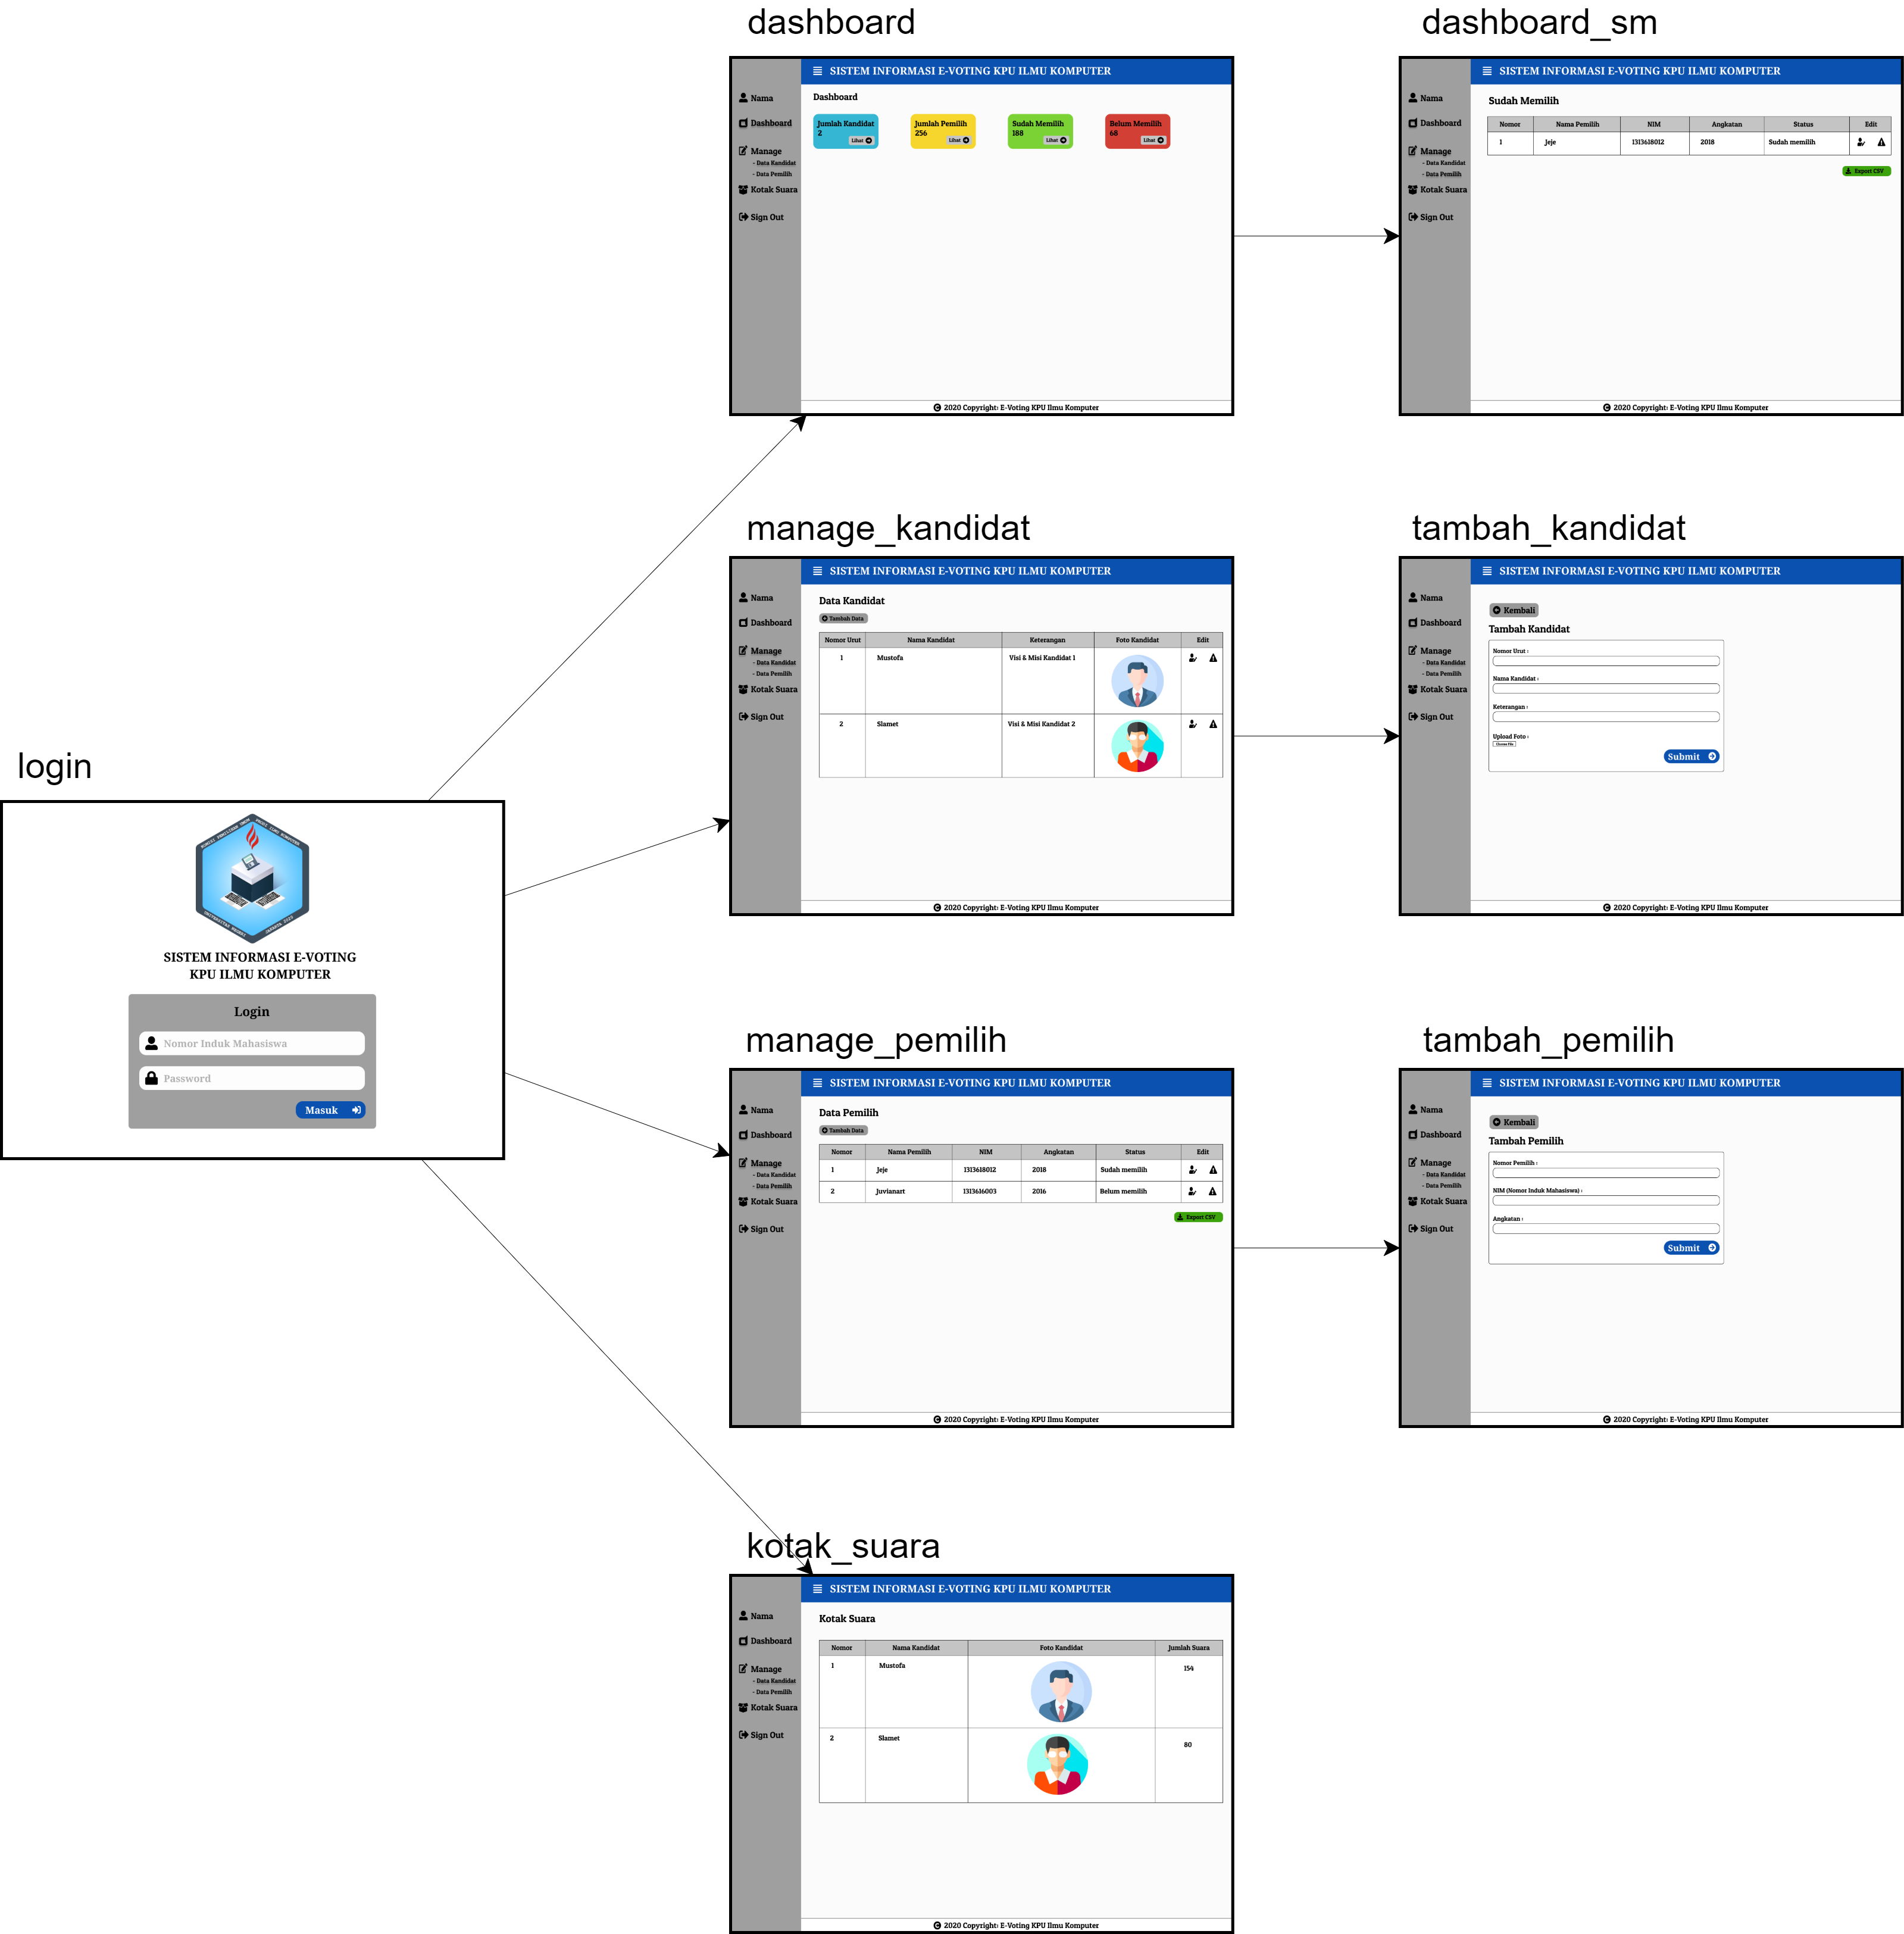 dashboard
SISTEM INFORMASI E-VOTING KPU ILMU KOMPUTER
Nama
Dashboard
Manage
- Data Kandidat
- Data Pemilih
Kotak Suara
Sign Out
Dashboard
Jumlah Kandidat
2
Lihat
Jumlah Pemilih
256
Lihat
Sudah Memilih
188
Lihat
Belum Memilih
68
Lihat
2020 Copyright: E-Voting KPU Ilmu Komputer
dashboard_sm
SISTEM INFORMASI E-VOTING KPU ILMU KOMPUTER
Nama
Dashboard
Manage
- Data Kandidat
- Data Pemilih
Kotak Suara
Sign Out
Sudah Memilih
Nomor Nama Pemilih NIM Angkatan Status Edit
1 Jeje 1313618012 2018 Sudah memilih
Export CSV
2020 Copyright: E-Voting KPU Ilmu Komputer
manage_kandidat
SISTEM INFORMASI E-VOTING KPU ILMU KOMPUTER
Nama
Dashboard
Manage
- Data Kandidat
- Data Pemilih
Kotak Suara
Sign Out
Data Kandidat
Tambah Data
Nomor Urut Nama Kandidat Keterangan Foto Kandidat Edit
1 Mustofa Visi & Misi Kandidat 1
2 Slamet Visi & Misi Kandidat 2
2020 Copyright: E-Voting KPU Ilmu Komputer
tambah_kandidat
SISTEM INFORMASI E-VOTING KPU ILMU KOMPUTER
Nama
Dashboard
Manage
- Data Kandidat
- Data Pemilih
Kotak Suara
Sign Out
Kembali
Tambah Kandidat
Nomor Urut :
Nama Kandidat :
Keterangan :
Upload Foto :
Choose File
Submit
2020 Copyright: E-Voting KPU Ilmu Komputer
login
SISTEM INFORMASI E-VOTING
KPU ILMU KOMPUTER
Login
Nomor Induk Mahasiswa
Password
Masuk
manage_pemilih
SISTEM INFORMASI E-VOTING KPU ILMU KOMPUTER
Nama
Dashboard
Manage
- Data Kandidat
- Data Pemilih
Kotak Suara
Sign Out
Data Pemilih
Tambah Data
Nomor Nama Pemilih NIM Angkatan Status Edit
1 Jeje 1313618012 2018 Sudah memilih
2 Juvianart 1313616003 2016 Belum memilih
Export CSV
2020 Copyright: E-Voting KPU Ilmu Komputer
tambah_pemilih
SISTEM INFORMASI E-VOTING KPU ILMU KOMPUTER
Nama
Dashboard
Manage
- Data Kandidat
- Data Pemilih
Kotak Suara
Sign Out
Kembali
Tambah Pemilih
Nomor Pemilih :
NIM (Nomor Induk Mahasiswa) :
Angkatan :
Submit
2020 Copyright: E-Voting KPU Ilmu Komputer
kotak_suara
SISTEM INFORMASI E-VOTING KPU ILMU KOMPUTER
Nama
Dashboard
Manage
- Data Kandidat
- Data Pemilih
Kotak Suara
Sign Out
Kotak Suara
Nomor Nama Kandidat Foto Kandidat Jumlah Suara
1 Mustofa 154
2 Slamet 80
2020 Copyright: E-Voting KPU Ilmu Komputer